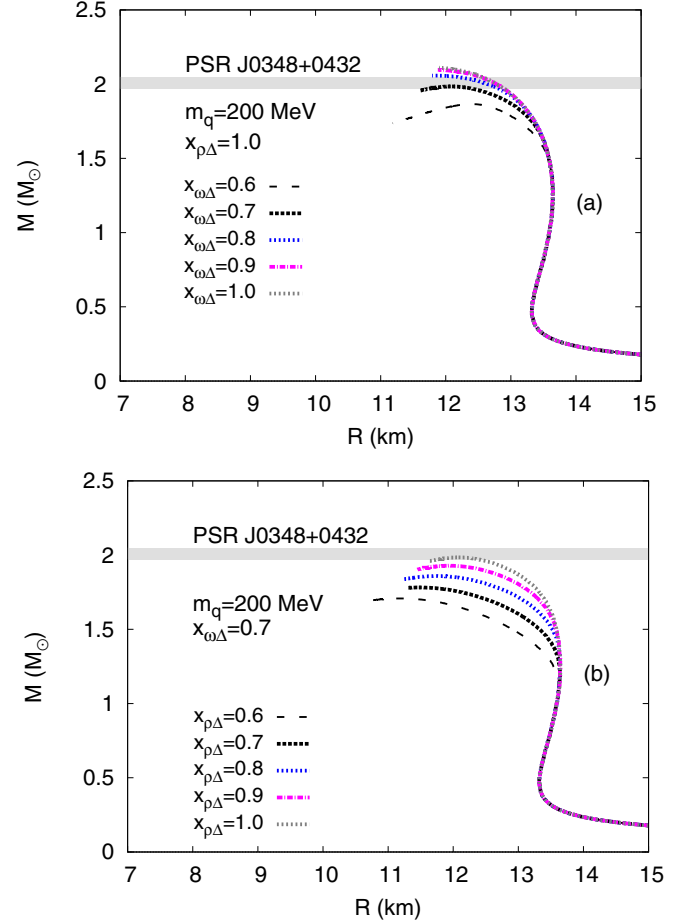 2.5
2
1.5
1
0.5
0
M (M⊙)
PSR J0348+0432
m_q=200 MeV
x_ρΔ=1.0
x_ωΔ=0.6
x_ωΔ=0.7
x_ωΔ=0.8
x_ωΔ=0.9
x_ωΔ=1.0
(a)
7 8 9 10 11 12 13 14 15
R (km)
2.5
2
1.5
1
0.5
0
M (M⊙)
PSR J0348+0432
m_q=200 MeV
x_ωΔ=0.7
x_ρΔ=0.6
x_ρΔ=0.7
x_ρΔ=0.8
x_ρΔ=0.9
x_ρΔ=1.0
(b)
7 8 9 10 11 12 13 14 15
R (km)